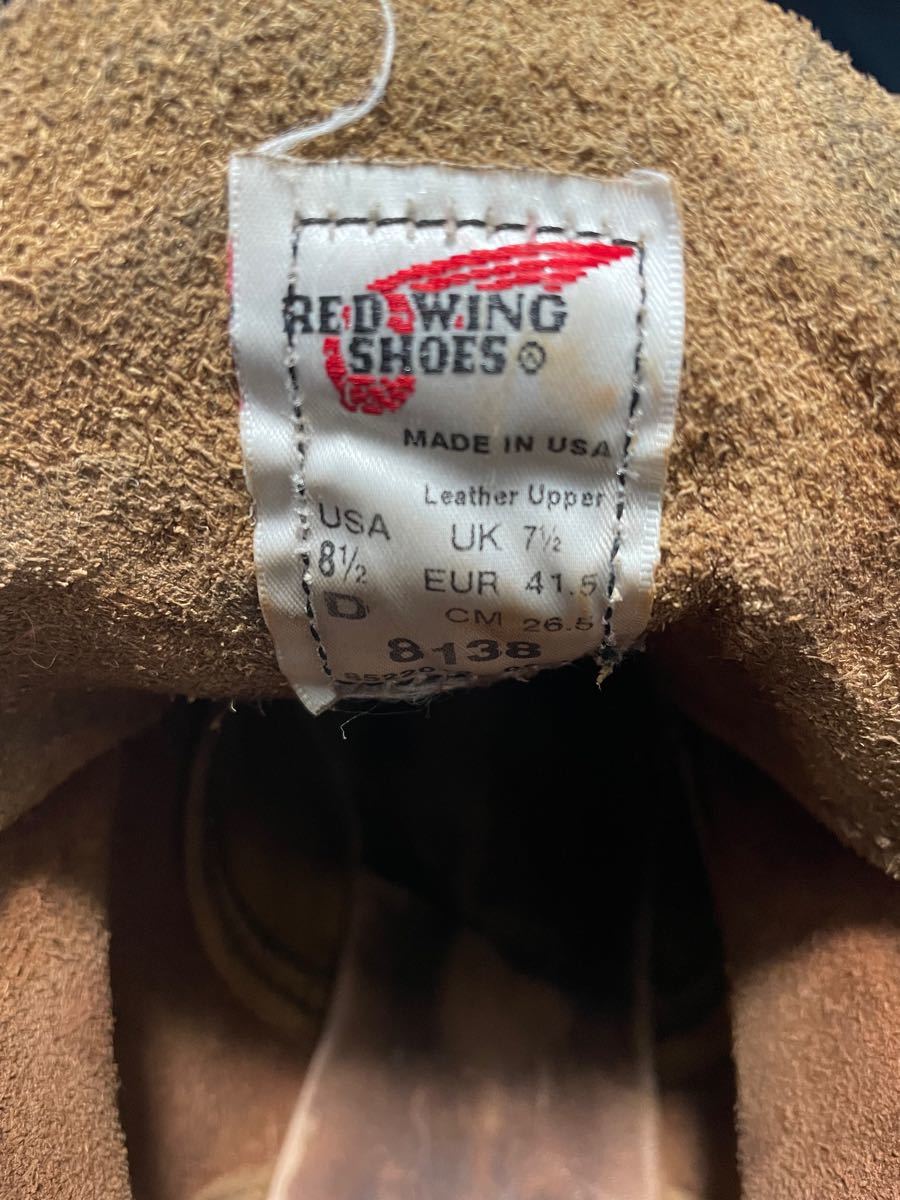 RED WING
SHOES ®
MADE IN USA
Leather Upper
USA
8½
D
UK 7½
EUR 41.5
CM 26.5
8138